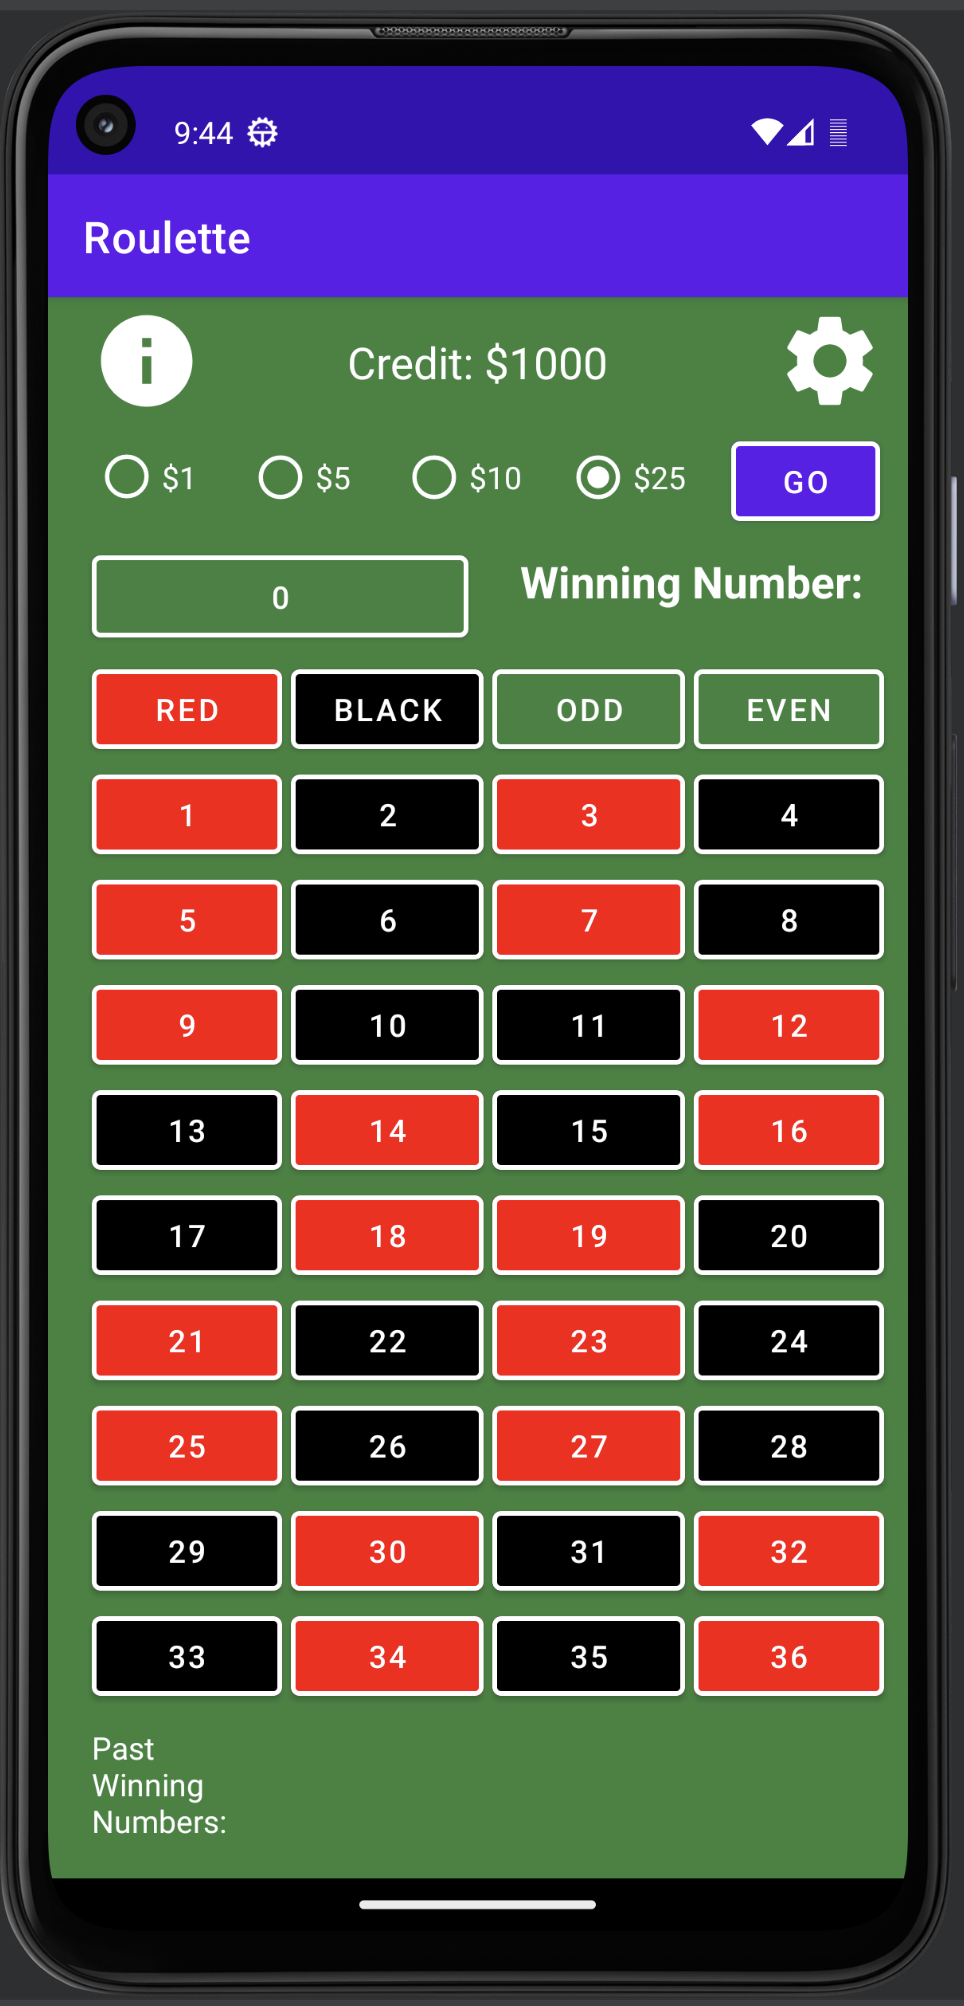 9:44
Roulette
Credit: $1000
$1 $5 $10 $25 GO
0 Winning Number:
RED BLACK ODD EVEN
1 2 3 4
5 6 7 8
9 10 11 12
13 14 15 16
17 18 19 20
21 22 23 24
25 26 27 28
29 30 31 32
33 34 35 36
Past
Winning
Numbers: